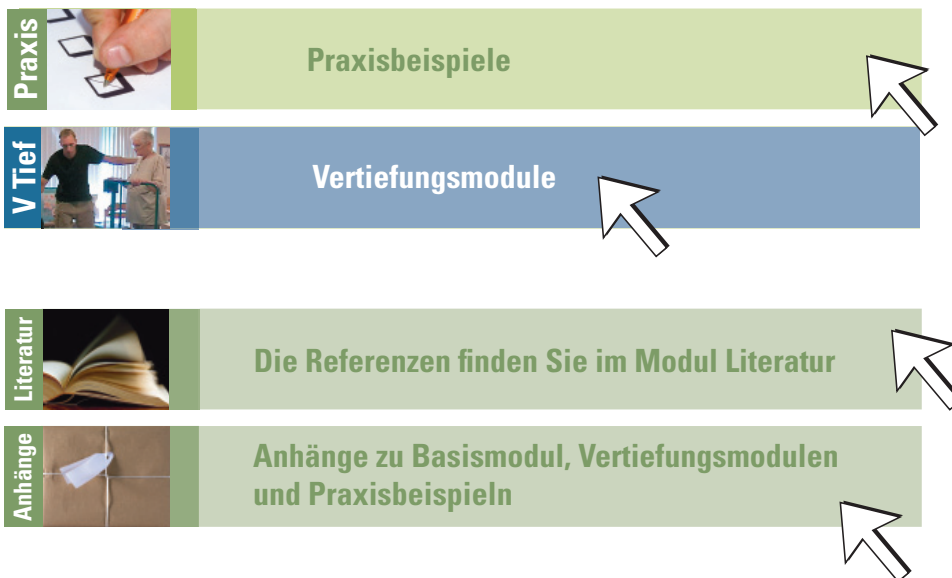 Praxis
Praxisbeispiele
V Tief
Vertiefungsmodule
Literatur
Die Referenzen finden Sie im Modul Literatur
Anhänge
Anhänge zu Basismodul, Vertiefungsmodulen
und Praxisbeispieln